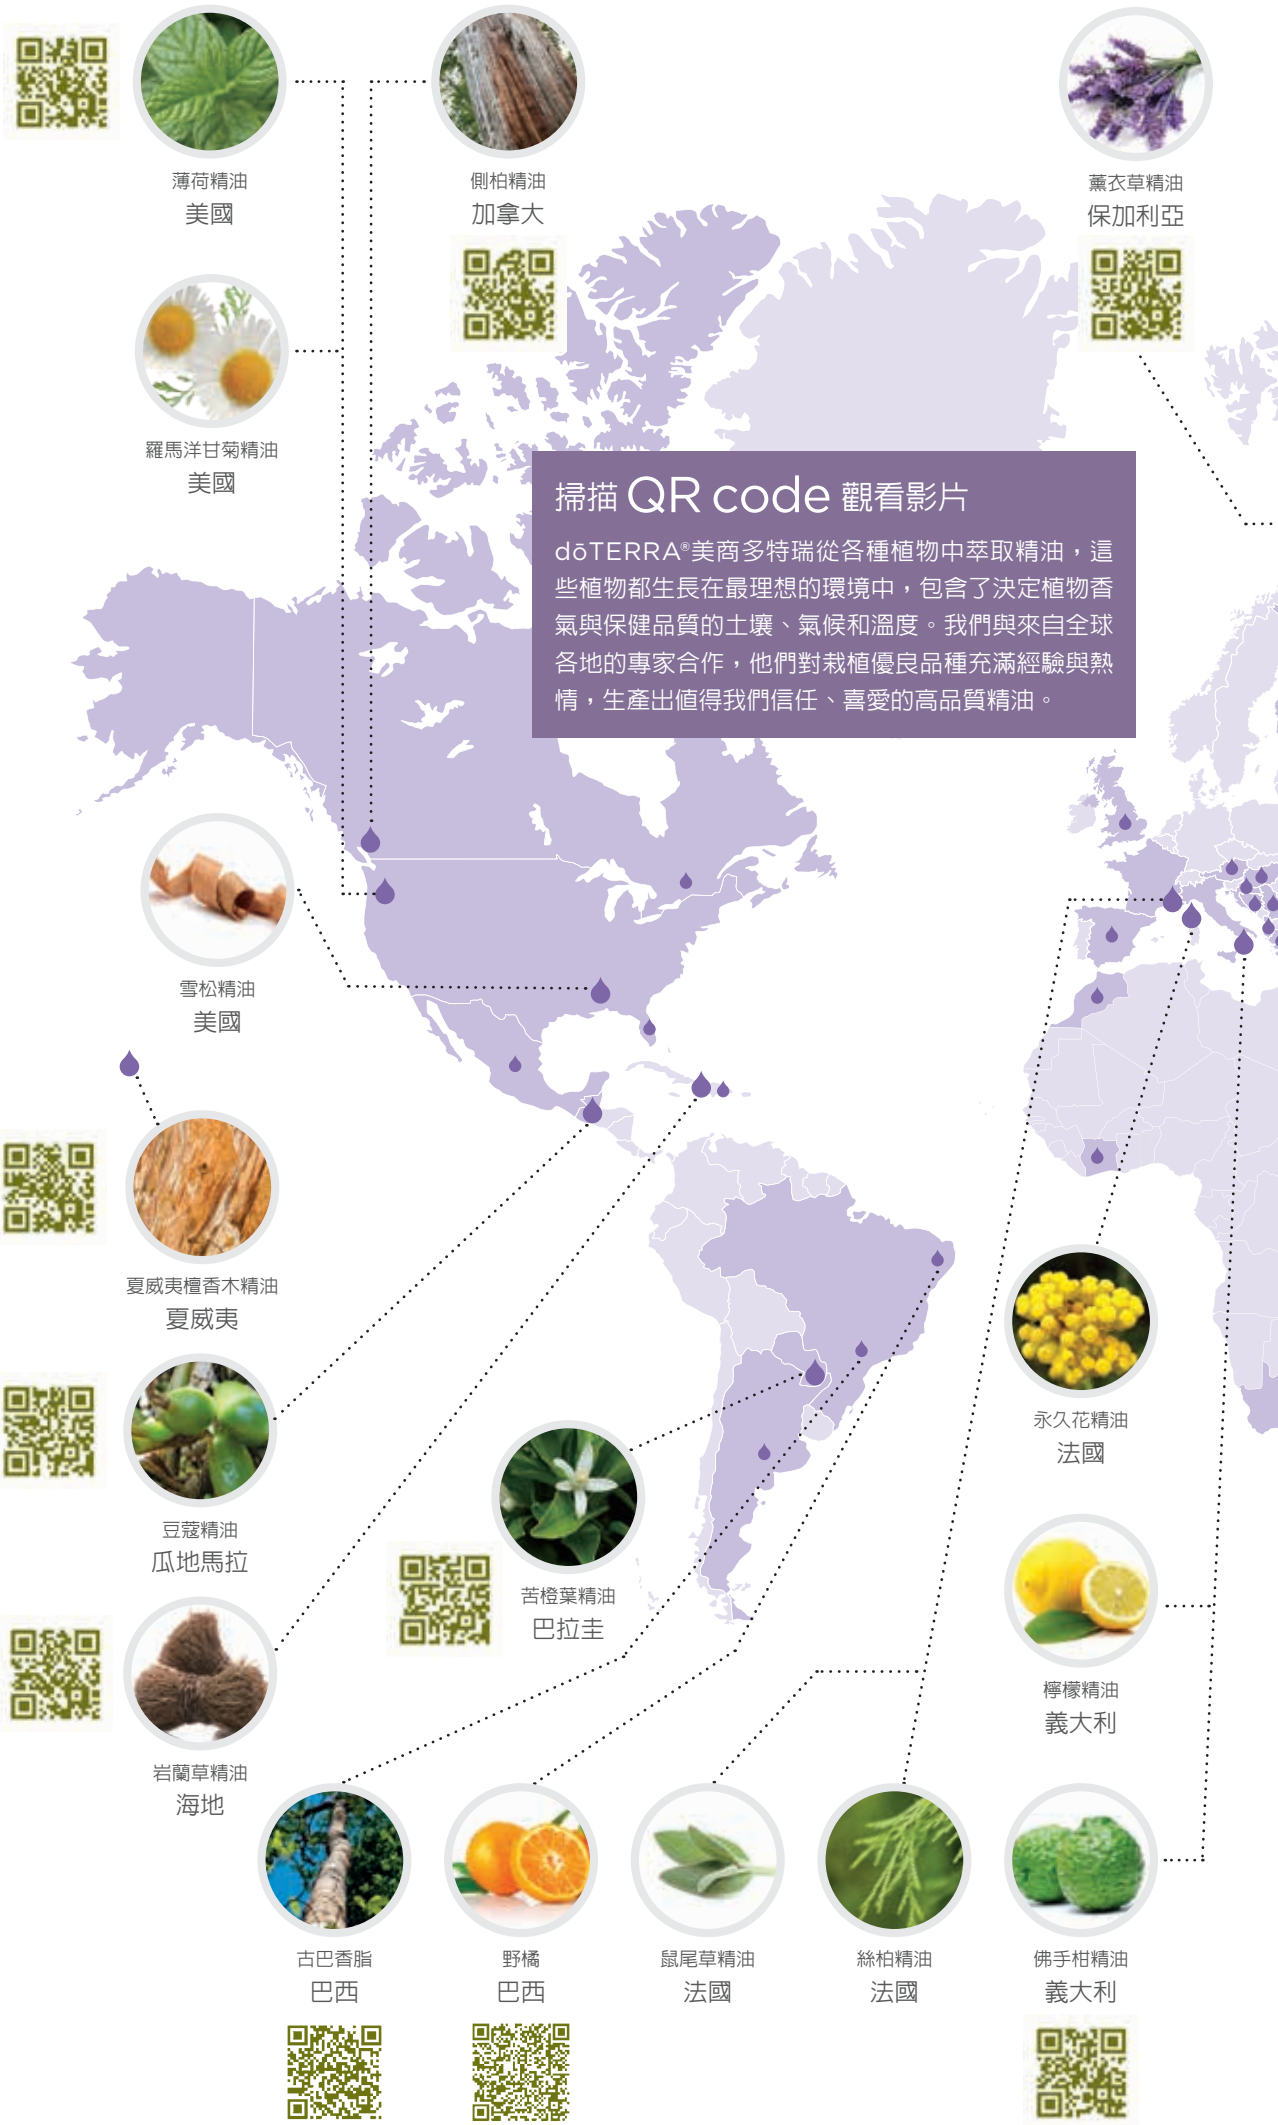 薄荷精油
美國
側柏精油
加拿大
薰衣草精油
保加利亞
羅馬洋甘菊精油
美國
掃描 QR code 觀看影片
dōTERRA®美商多特瑞從各種植物中萃取精油，這
些植物都生長在最理想的環境中，包含了決定植物香
氣與保健品質的土壤、氣候和溫度。我們與來自全球
各地的專家合作，他們對栽植優良品種充滿經驗與熱
情，生產出值得我們信任、喜愛的高品質精油。
雪松精油
美國
夏威夷檀香木精油
夏威夷
豆蔻精油
瓜地馬拉
永久花精油
法國
苦橙葉精油
巴拉圭
檸檬精油
義大利
岩蘭草精油
海地
古巴香脂
巴西
野橘
巴西
鼠尾草精油
法國
絲柏精油
法國
佛手柑精油
義大利